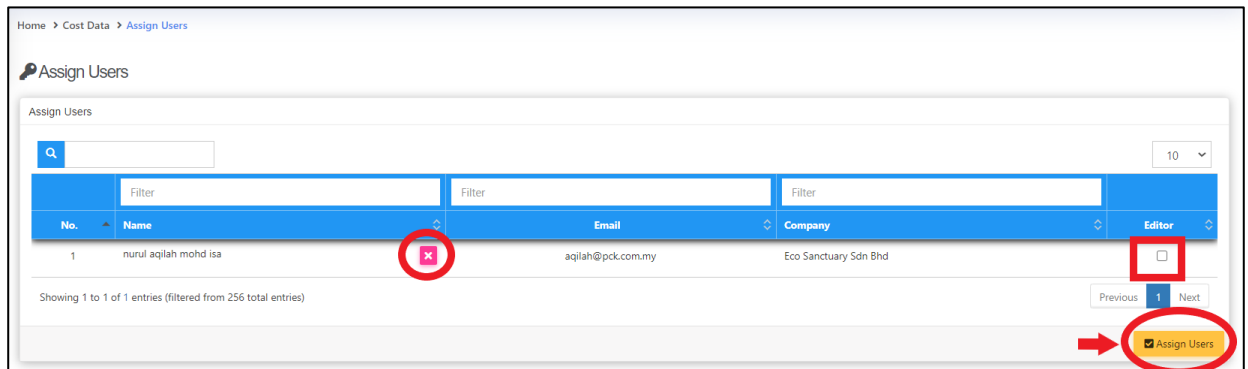 Home > Cost Data > Assign Users
Assign Users
Assign Users
10
Filter Filter Filter
No. Name Email Company Editor
1 nurul aqilah mohd isa aqilah@pck.com.my Eco Sanctuary Sdn Bhd
Showing 1 to 1 of 1 entries (filtered from 256 total entries) Previous 1 Next
Assign Users